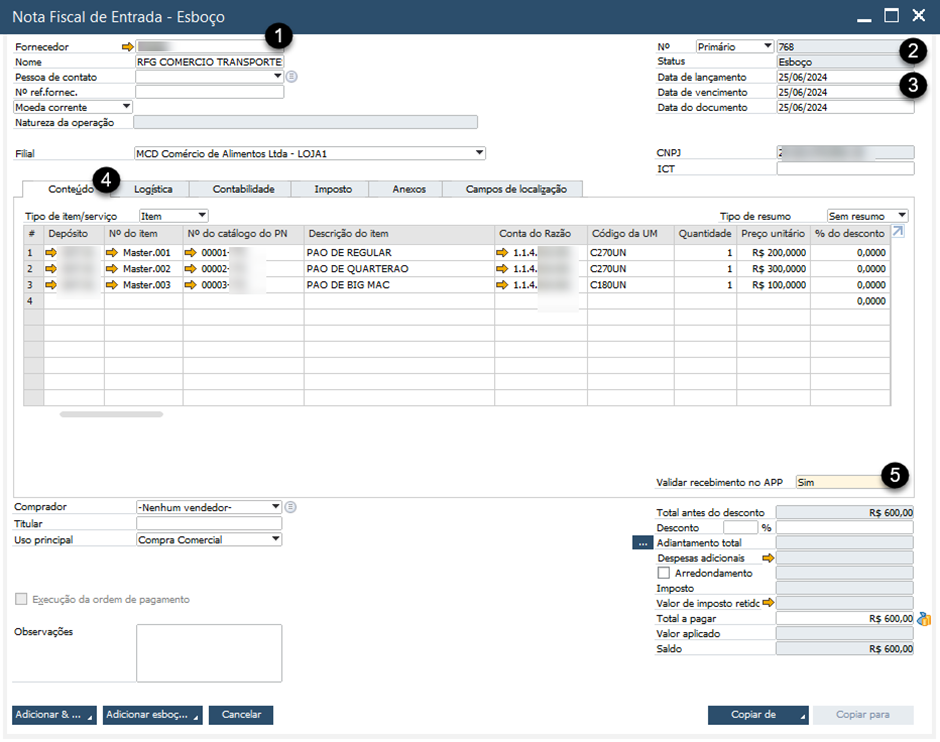 Nota Fiscal de Entrada - Esboço
1
Fornecedor
Nome RFG COMERCIO TRANSPORTE
Pessoa de contato
Nº ref.fornec.
Moeda corrente
Natureza da operação
Filial MCD Comércio de Alimentos Ltda - LOJA1
Nº Primário 768
2
Status Esboço
Data de lançamento 25/06/2024
3
Data de vencimento 25/06/2024
Data do documento 25/06/2024
CNPJ
ICT
4
Conteúdo Logística Contabilidade Imposto Anexos Campos de localização
Tipo de item/serviço Item Tipo de resumo Sem resumo
# Depósito Nº do item Nº do catálogo do PN Descrição do item Conta do Razão Código da UM Quantidade Preço unitário % do desconto
1 Master.001 00001- PAO DE REGULAR 1.1.4. C270UN 1 R$ 200,0000 0,0000
2 Master.002 00002- PAO DE QUARTERAO 1.1.4. C270UN 1 R$ 300,0000 0,0000
3 Master.003 00003- PAO DE BIG MAC 1.1.4. C180UN 1 R$ 100,0000 0,0000
4 0,0000
Validar recebimento no APP Sim
5
Comprador -Nenhum vendedor-
Titular
Uso principal Compra Comercial
Execução da ordem de pagamento
Observações
Total antes do desconto R$ 600,00
Desconto %
... Adiantamento total
Despesas adicionais
Arredondamento
Imposto
Valor de imposto retidc
Total a pagar R$ 600,00
Valor aplicado
Saldo R$ 600,00
Adicionar & ... Adicionar esboç... Cancelar Copiar de Copiar para